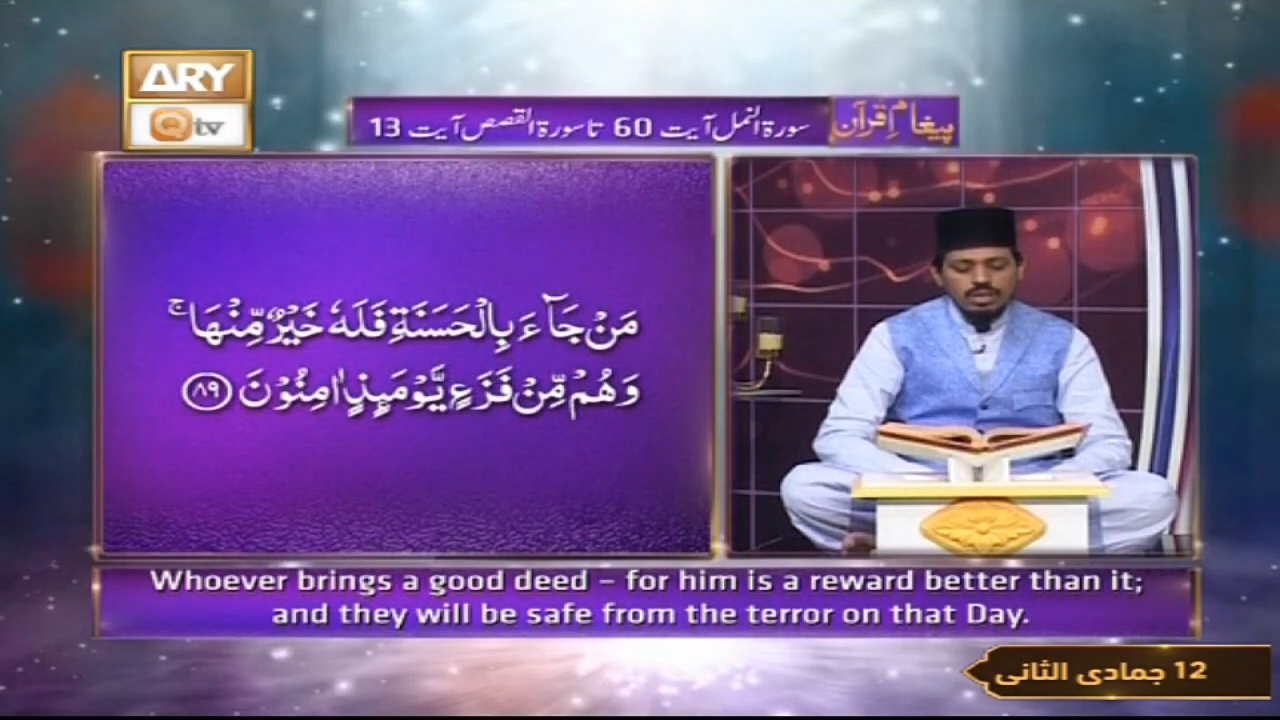 ARY
Qtv
پیغامِ قرآن
سورۃ النمل آیت 60 تا سورۃ القصص آیت 13
مَنْ جَآءَ بِالْحَسَنَةِ فَلَهٗ خَيْرٌ مِّنْهَا ۚ
وَهُمْ مِّنْ فَزَعٍ يَّوْمَئِذٍ اٰمِنُوْنَ ﴿٨٩﴾
Whoever brings a good deed – for him is a reward better than it;
and they will be safe from the terror on that Day.
12 جمادی الثانی